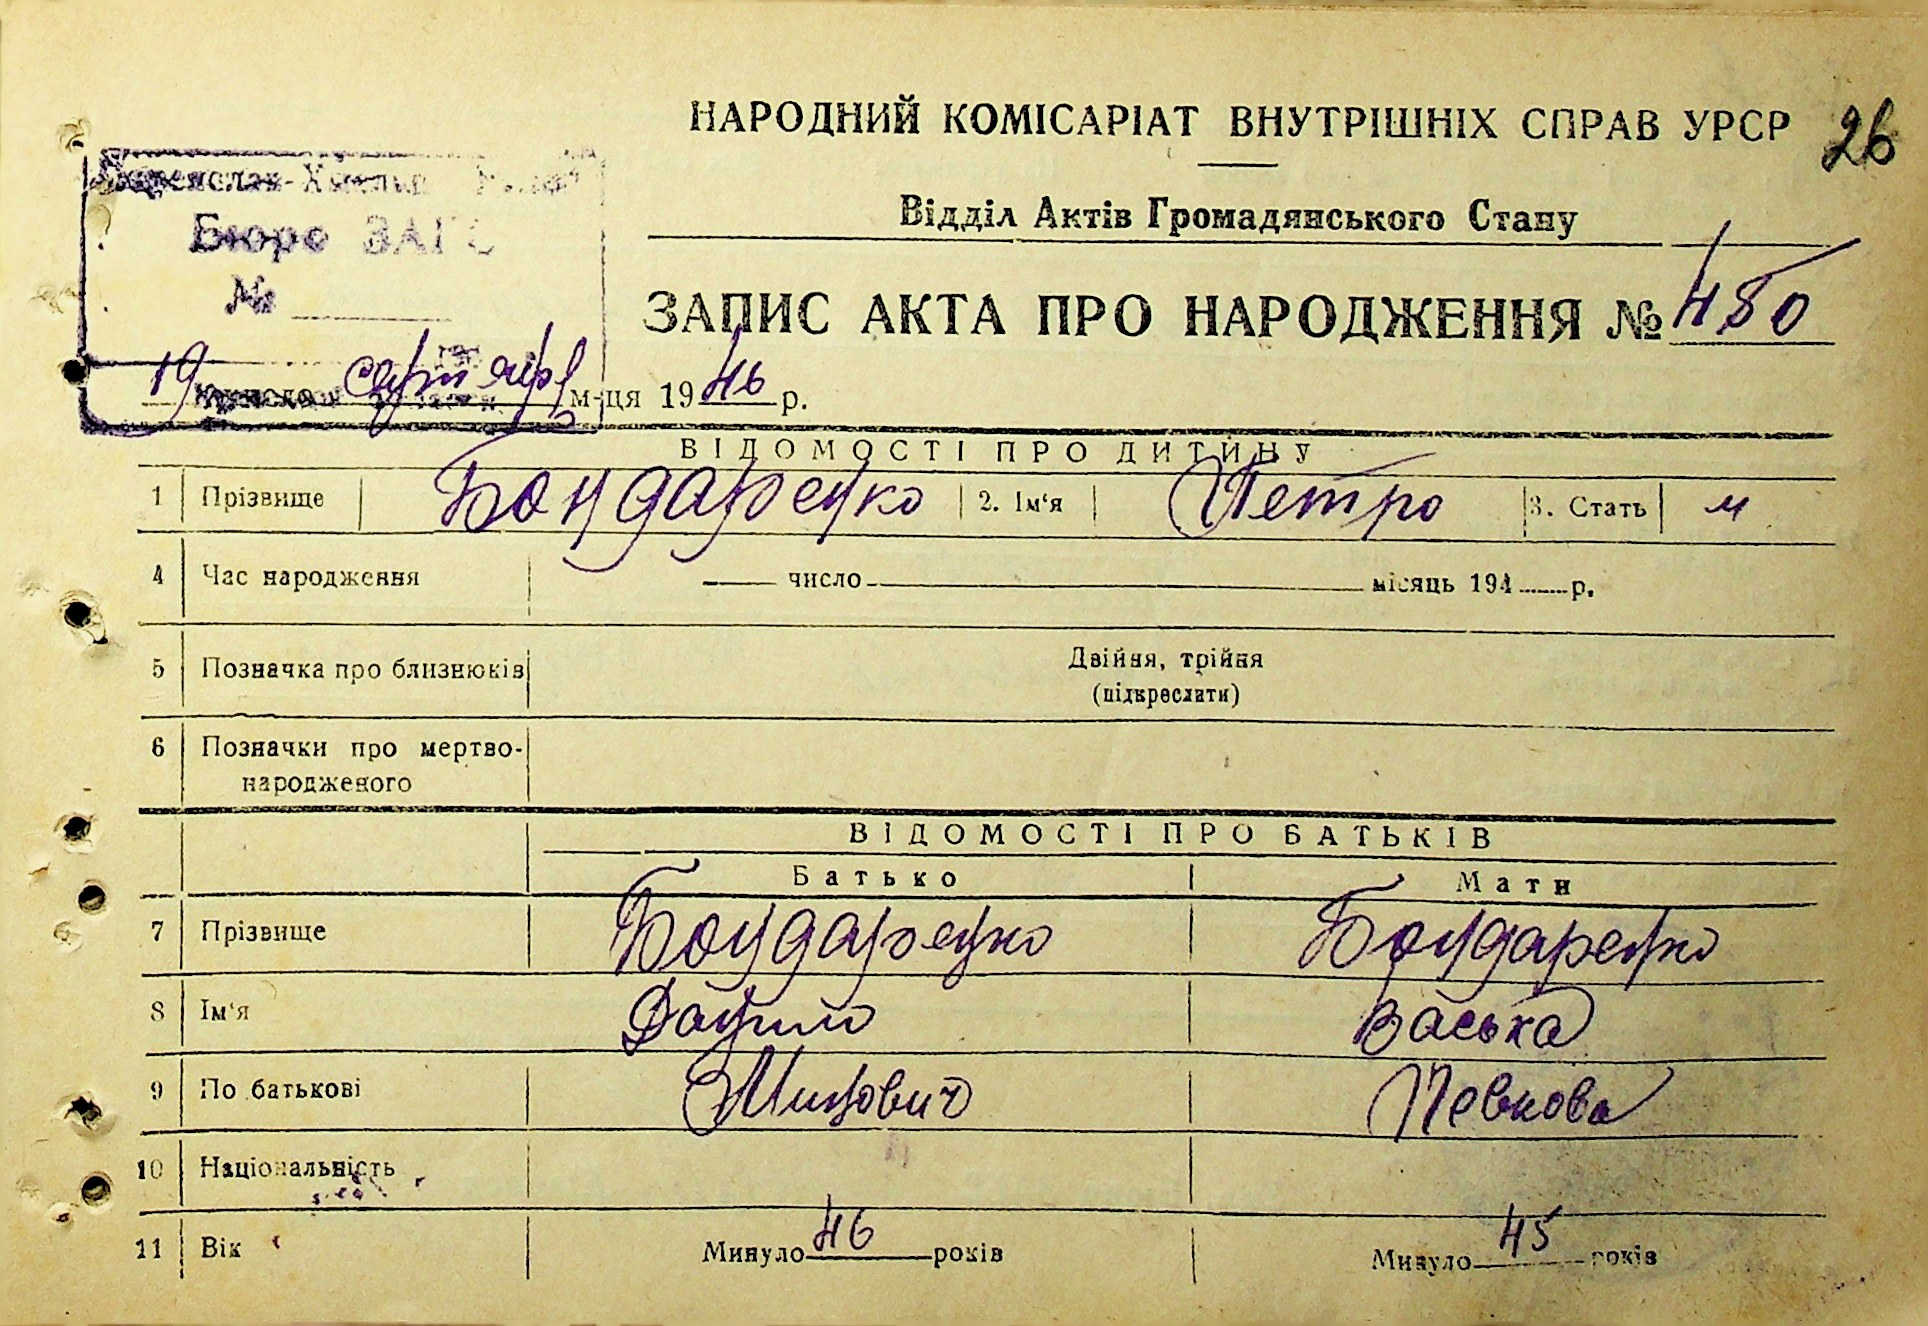 НАРОДНИЙ КОМІСАРІАТ ВНУТРІШНІХ СПРАВ УРСР 26
Відділ Актів Громадянського Стану
Бюро ЗАГС
№
ЗАПИС АКТА ПРО НАРОДЖЕННЯ № 450
19 серпня м-ця 1946 р.
ВІДОМОСТІ ПРО ДИТИНУ
1 Прізвище Бондаренко 2. Ім'я Петро 3. Стать м
4 Час народження число місяць 194 р.
5 Позначка про близнюків Двійня, трійня
(підкреслити)
6 Позначки про мертво-
народженого
ВІДОМОСТІ ПРО БАТЬКІВ
Батько Мати
7 Прізвище Бондаренко Бондаренко
8 Ім'я Данило Васька
9 По батькові Певнова
10 Національність
11 Вік Минуло 46 років Минуло 45 років